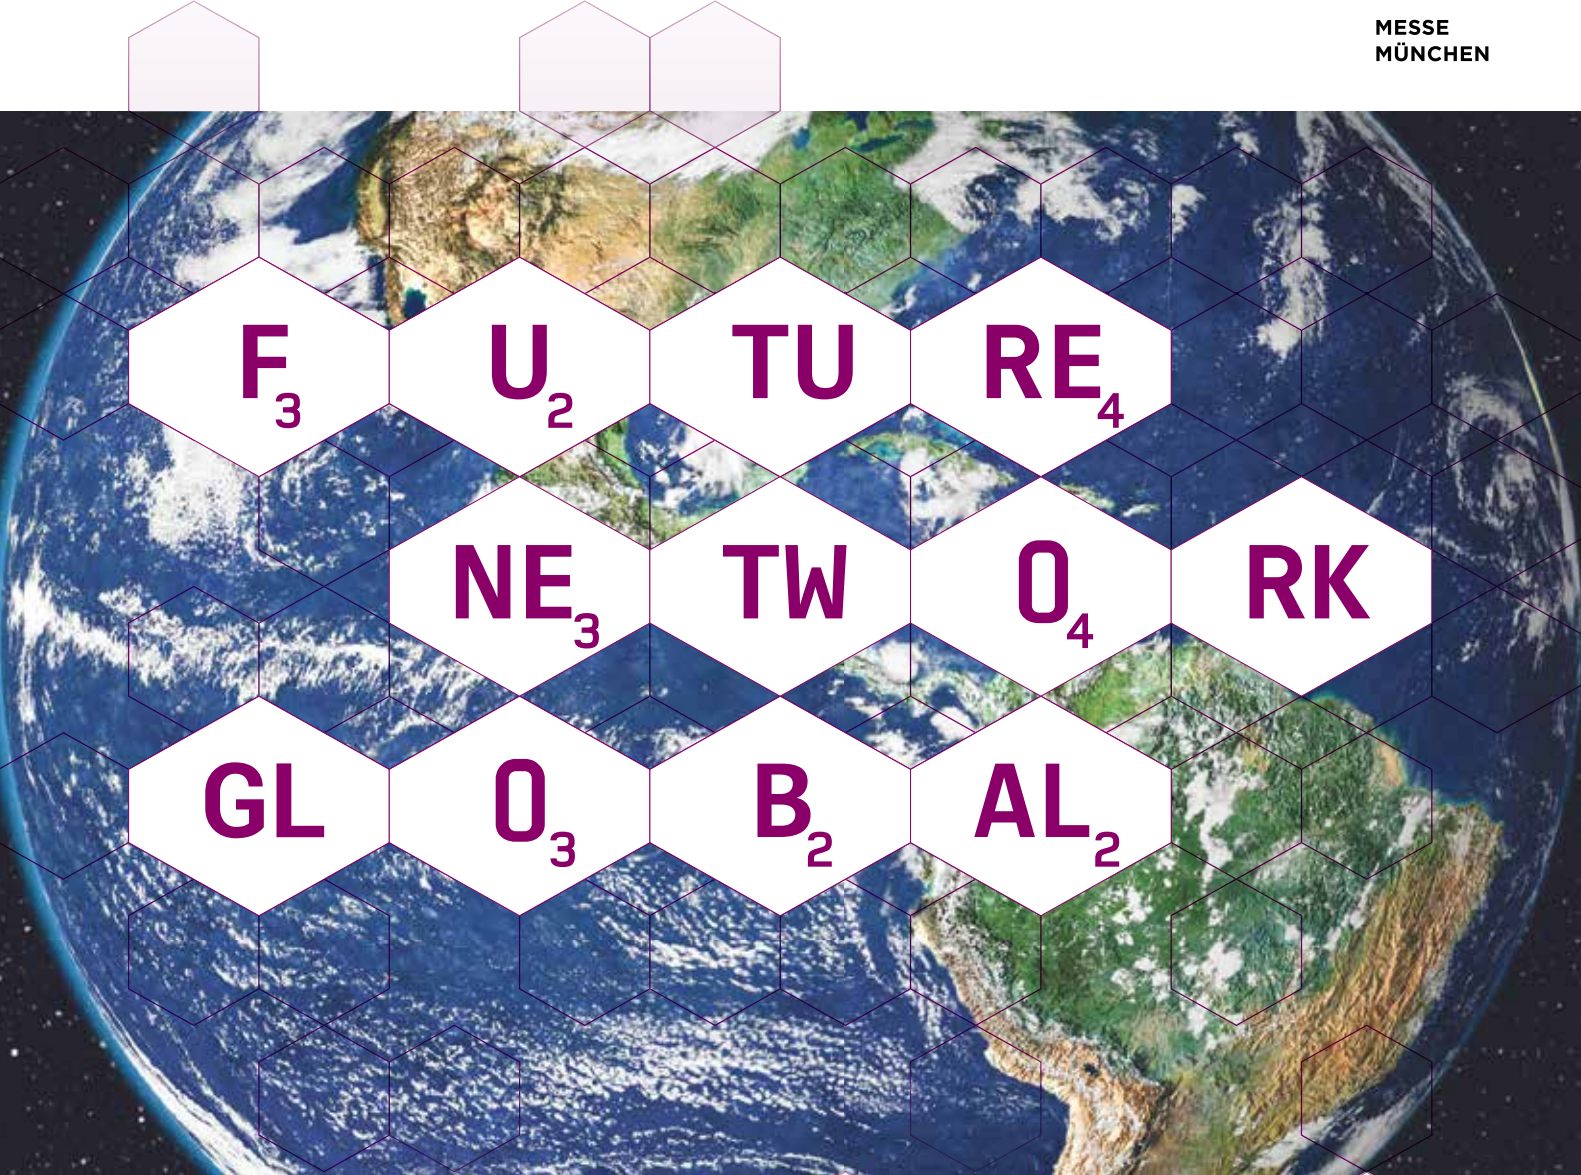 MESSE
MÜNCHEN
F₃ U₂ TU RE₄
NE₃ TW O₄ RK
GL O₃ B₂ AL₂